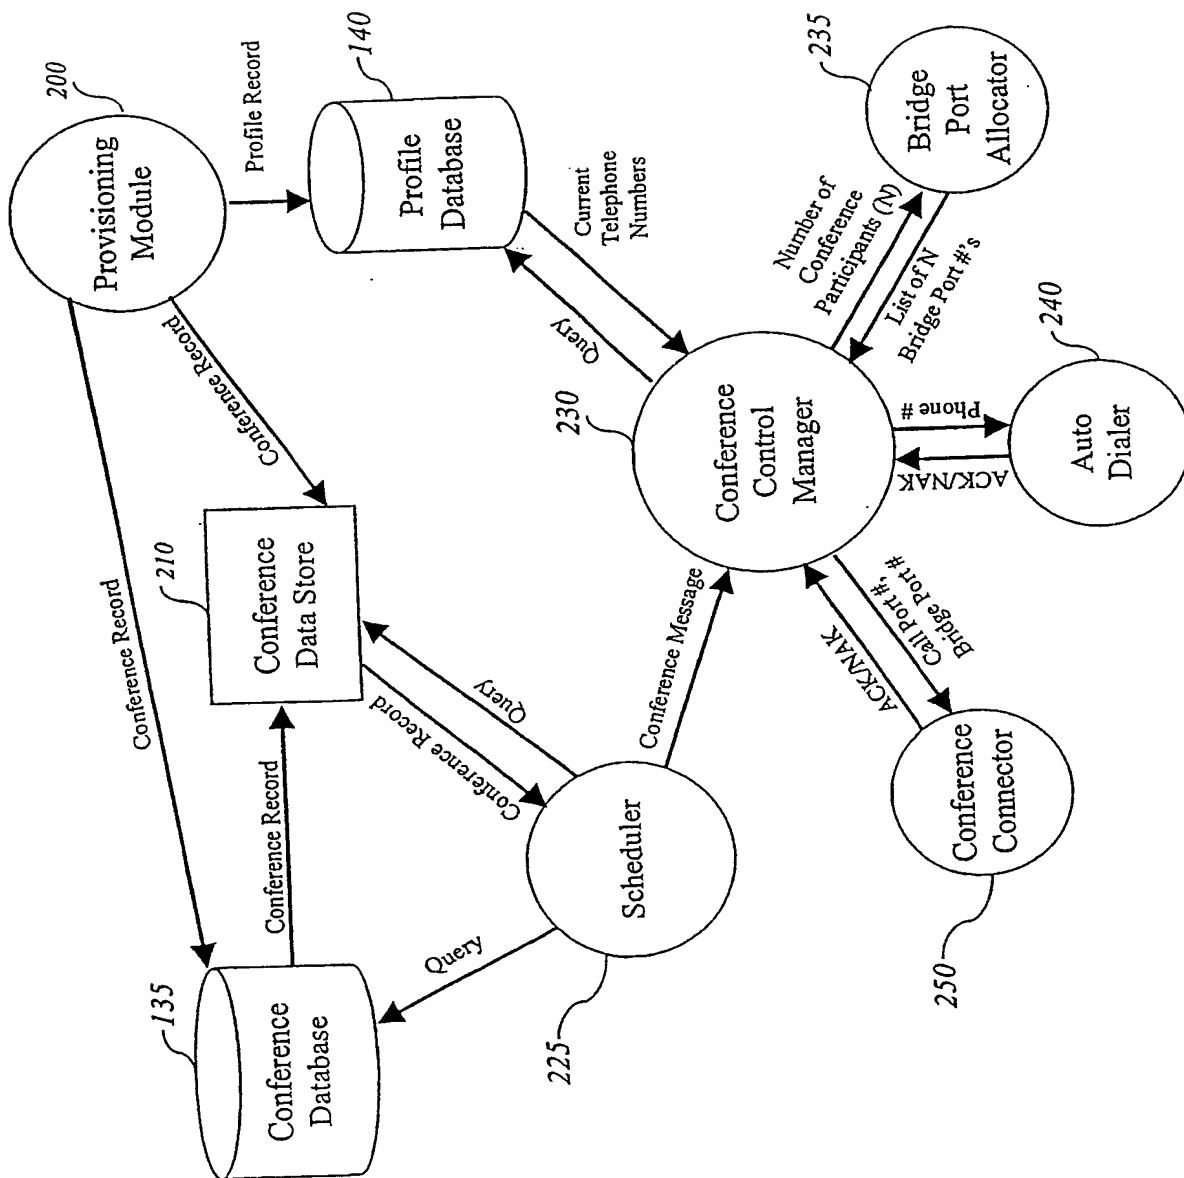 200
Provisioning
Module
Profile Record
140
Profile
Database
Current
Telephone
Numbers
Query
Conference Record
Conference Record
210
Conference
Data Store
135
Conference
Database
Conference Record
Query
Conference Record
Query
225
Scheduler
Conference Message
230
Conference
Control
Manager
Number of
Conference
Participants (N)
List of N
Bridge Port #'s
235
Bridge
Port
Allocator
Phone #
ACK/NAK
240
Auto
Dialer
Call Port #,
Bridge Port #
ACK/NAK
250
Conference
Connector